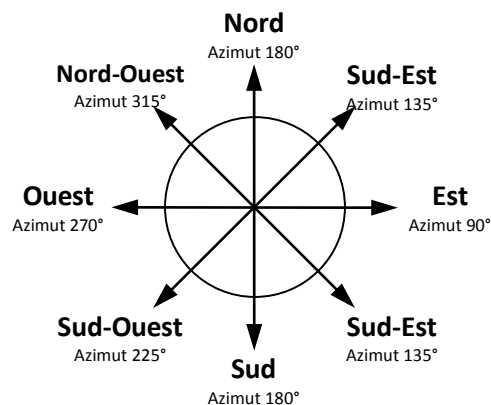 Nord
Azimut 180°
Nord-Ouest
Azimut 315°
Sud-Est
Azimut 135°
Ouest
Azimut 270°
Est
Azimut 90°
Sud-Ouest
Azimut 225°
Sud-Est
Azimut 135°
Sud
Azimut 180°